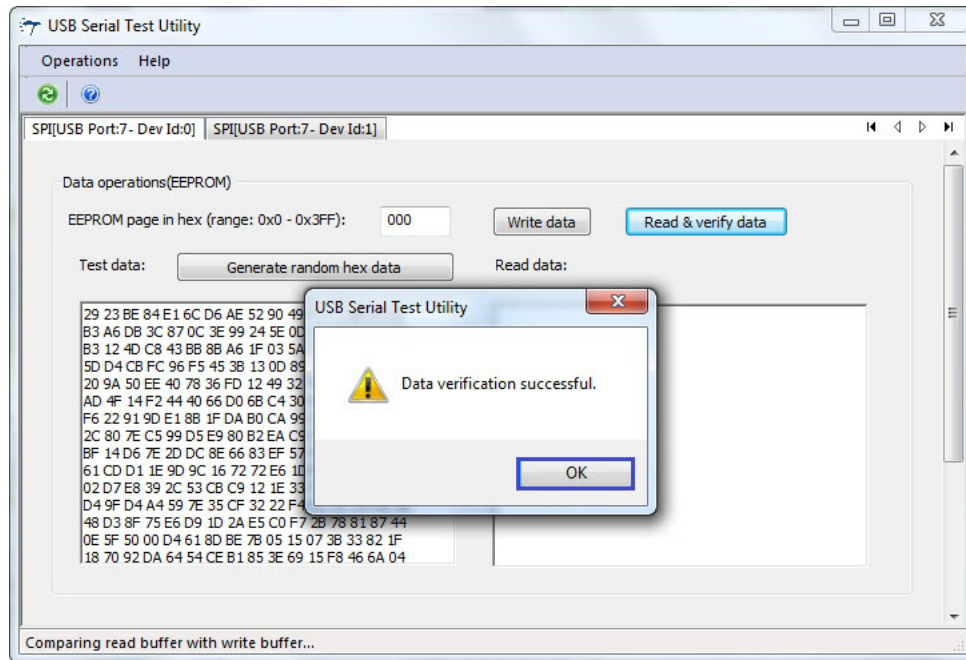 USB Serial Test Utility
Operations Help
SPI[USB Port:7- Dev Id:0] SPI[USB Port:7- Dev Id:1]
Data operations(EEPROM)
EEPROM page in hex (range: 0x0 - 0x3FF): 000 Write data Read & verify data
Test data: Generate random hex data Read data:
29 23 BE 84 E1 6C D6 AE 52 90 49
B3 A6 DB 3C 87 0C 3E 99 24 5E 0D
B3 12 4D C8 43 BB 8B A6 1F 03 5A
5D D4 CB FC 96 F5 45 3B 13 0D 89
20 9A 50 EE 40 78 36 FD 12 49 32
AD 4F 14 F2 44 40 66 D0 6B C4 30
F6 22 91 9D E1 8B 1F DA B0 CA 99
2C 80 7E C5 99 D5 E9 80 B2 EA C9
BF 14 D6 7E 2D DC 8E 66 83 EF 57
61 CD D1 1E 9D 9C 16 72 72 E6 1D
02 D7 E8 39 2C 53 CB C9 12 1E 33
D4 9F D4 A4 59 7E 35 CF 32 22 F4
48 D3 8F 75 E6 D9 1D 2A E5 C0 F7 2B 78 81 87 44
0E 5F 50 00 D4 61 8D BE 7B 05 15 07 3B 33 82 1F
18 70 92 DA 64 54 CE B1 85 3E 69 15 F8 46 6A 04
USB Serial Test Utility
Data verification successful.
OK
Comparing read buffer with write buffer...